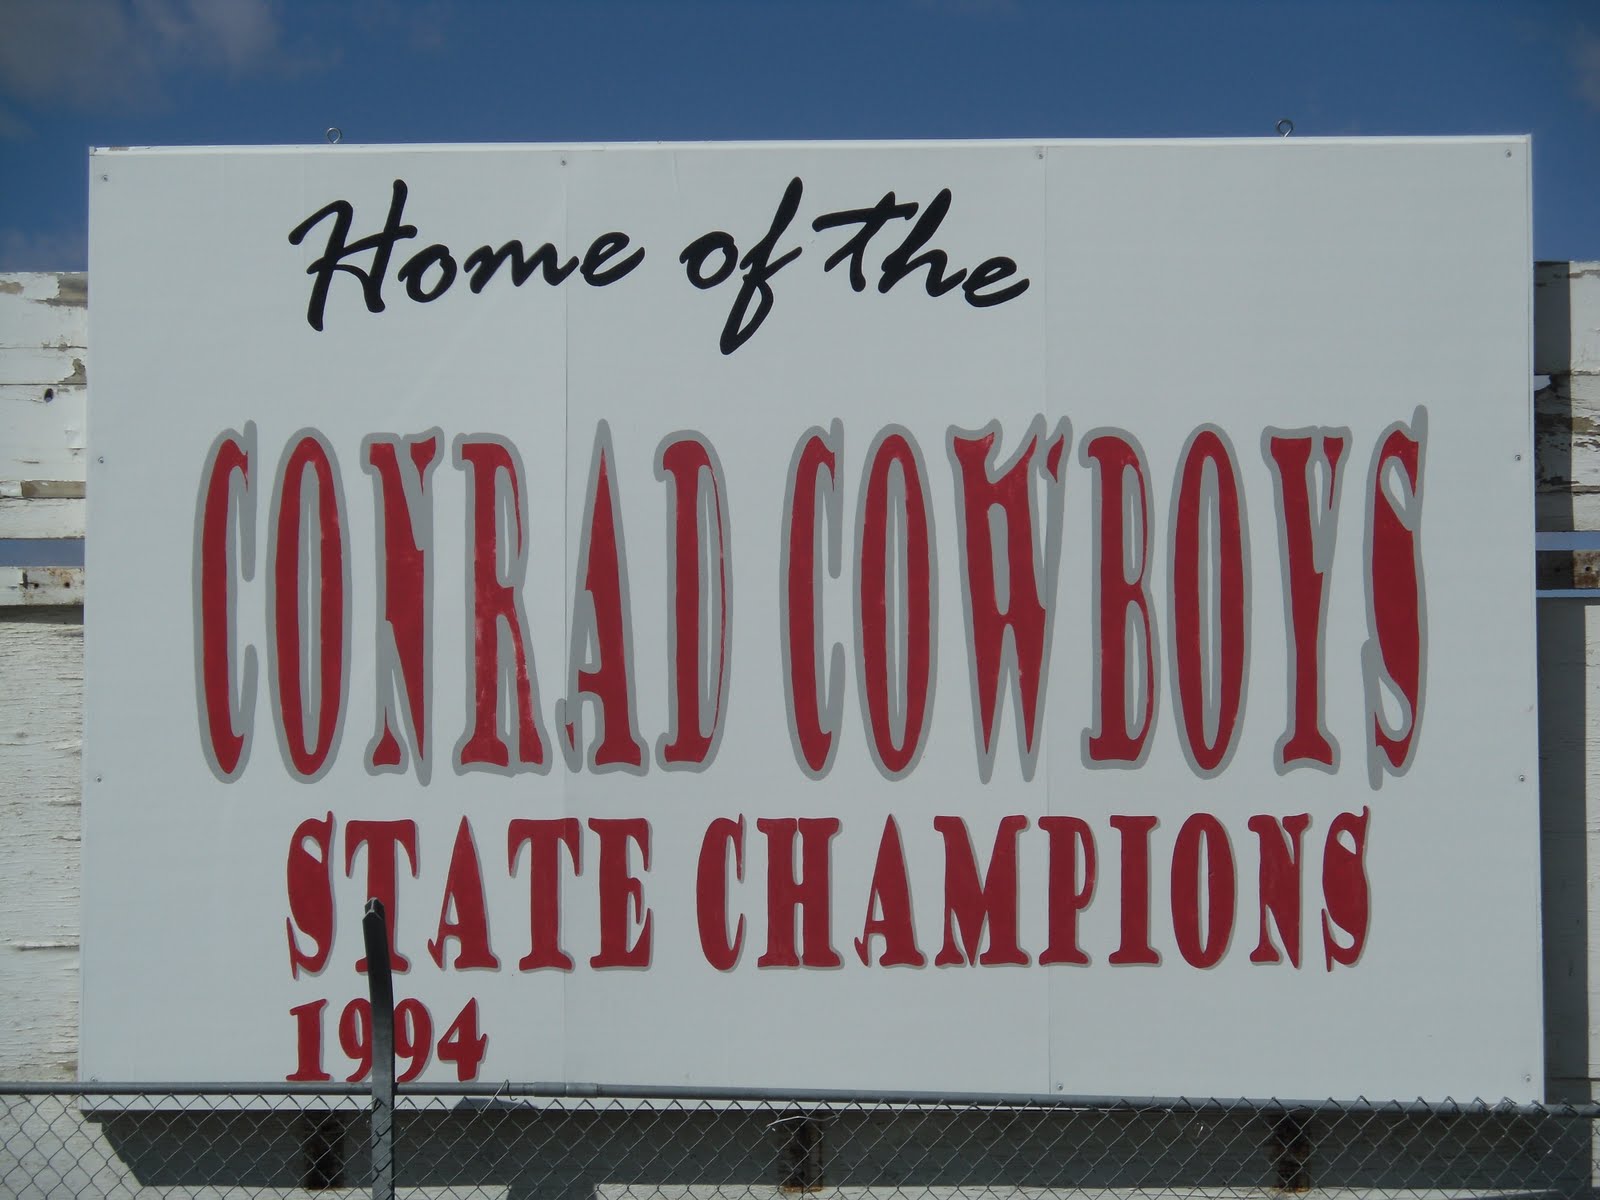 Home of the
CONRAD COWBOYS
STATE CHAMPIONS
1994